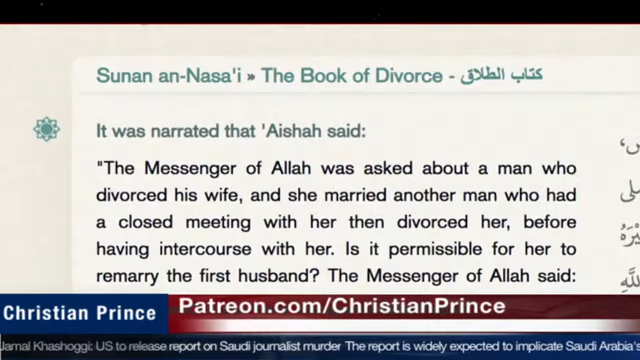 Sunan an-Nasa'i » The Book of Divorce - كتاب الطلاق
It was narrated that 'Aishah said:
"The Messenger of Allah was asked about a man who
divorced his wife, and she married another man who had
a closed meeting with her then divorced her, before
having intercourse with her. Is it permissible for her to
remarry the first husband? The Messenger of Allah said:
Christian Prince
Patreon.com/ChristianPrince
Jamal Khashoggi: US to release report on Saudi journalist murder The report is widely expected to implicate Saudi Arabia's